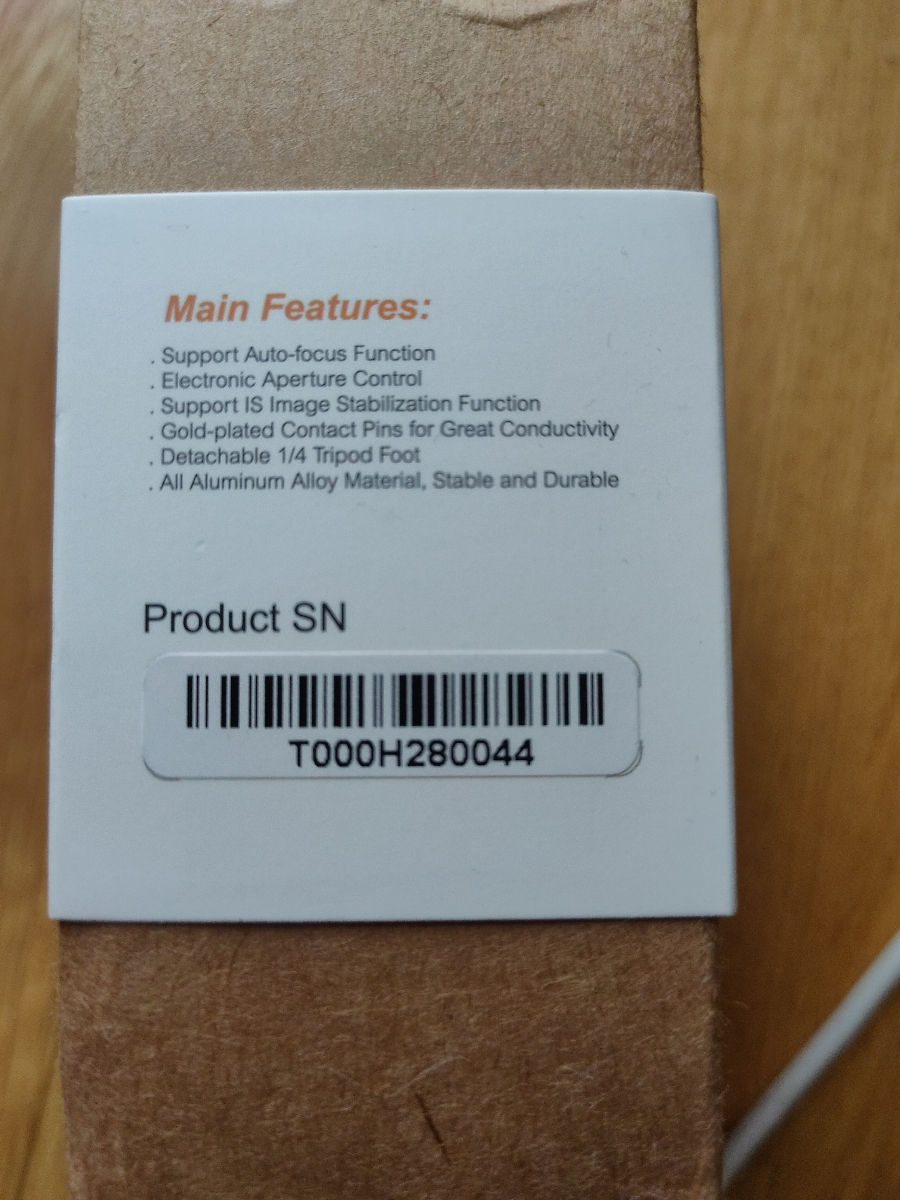 Main Features:
. Support Auto-focus Function
. Electronic Aperture Control
. Support IS Image Stabilization Function
. Gold-plated Contact Pins for Great Conductivity
. Detachable 1/4 Tripod Foot
. All Aluminum Alloy Material, Stable and Durable
Product SN
T000H280044